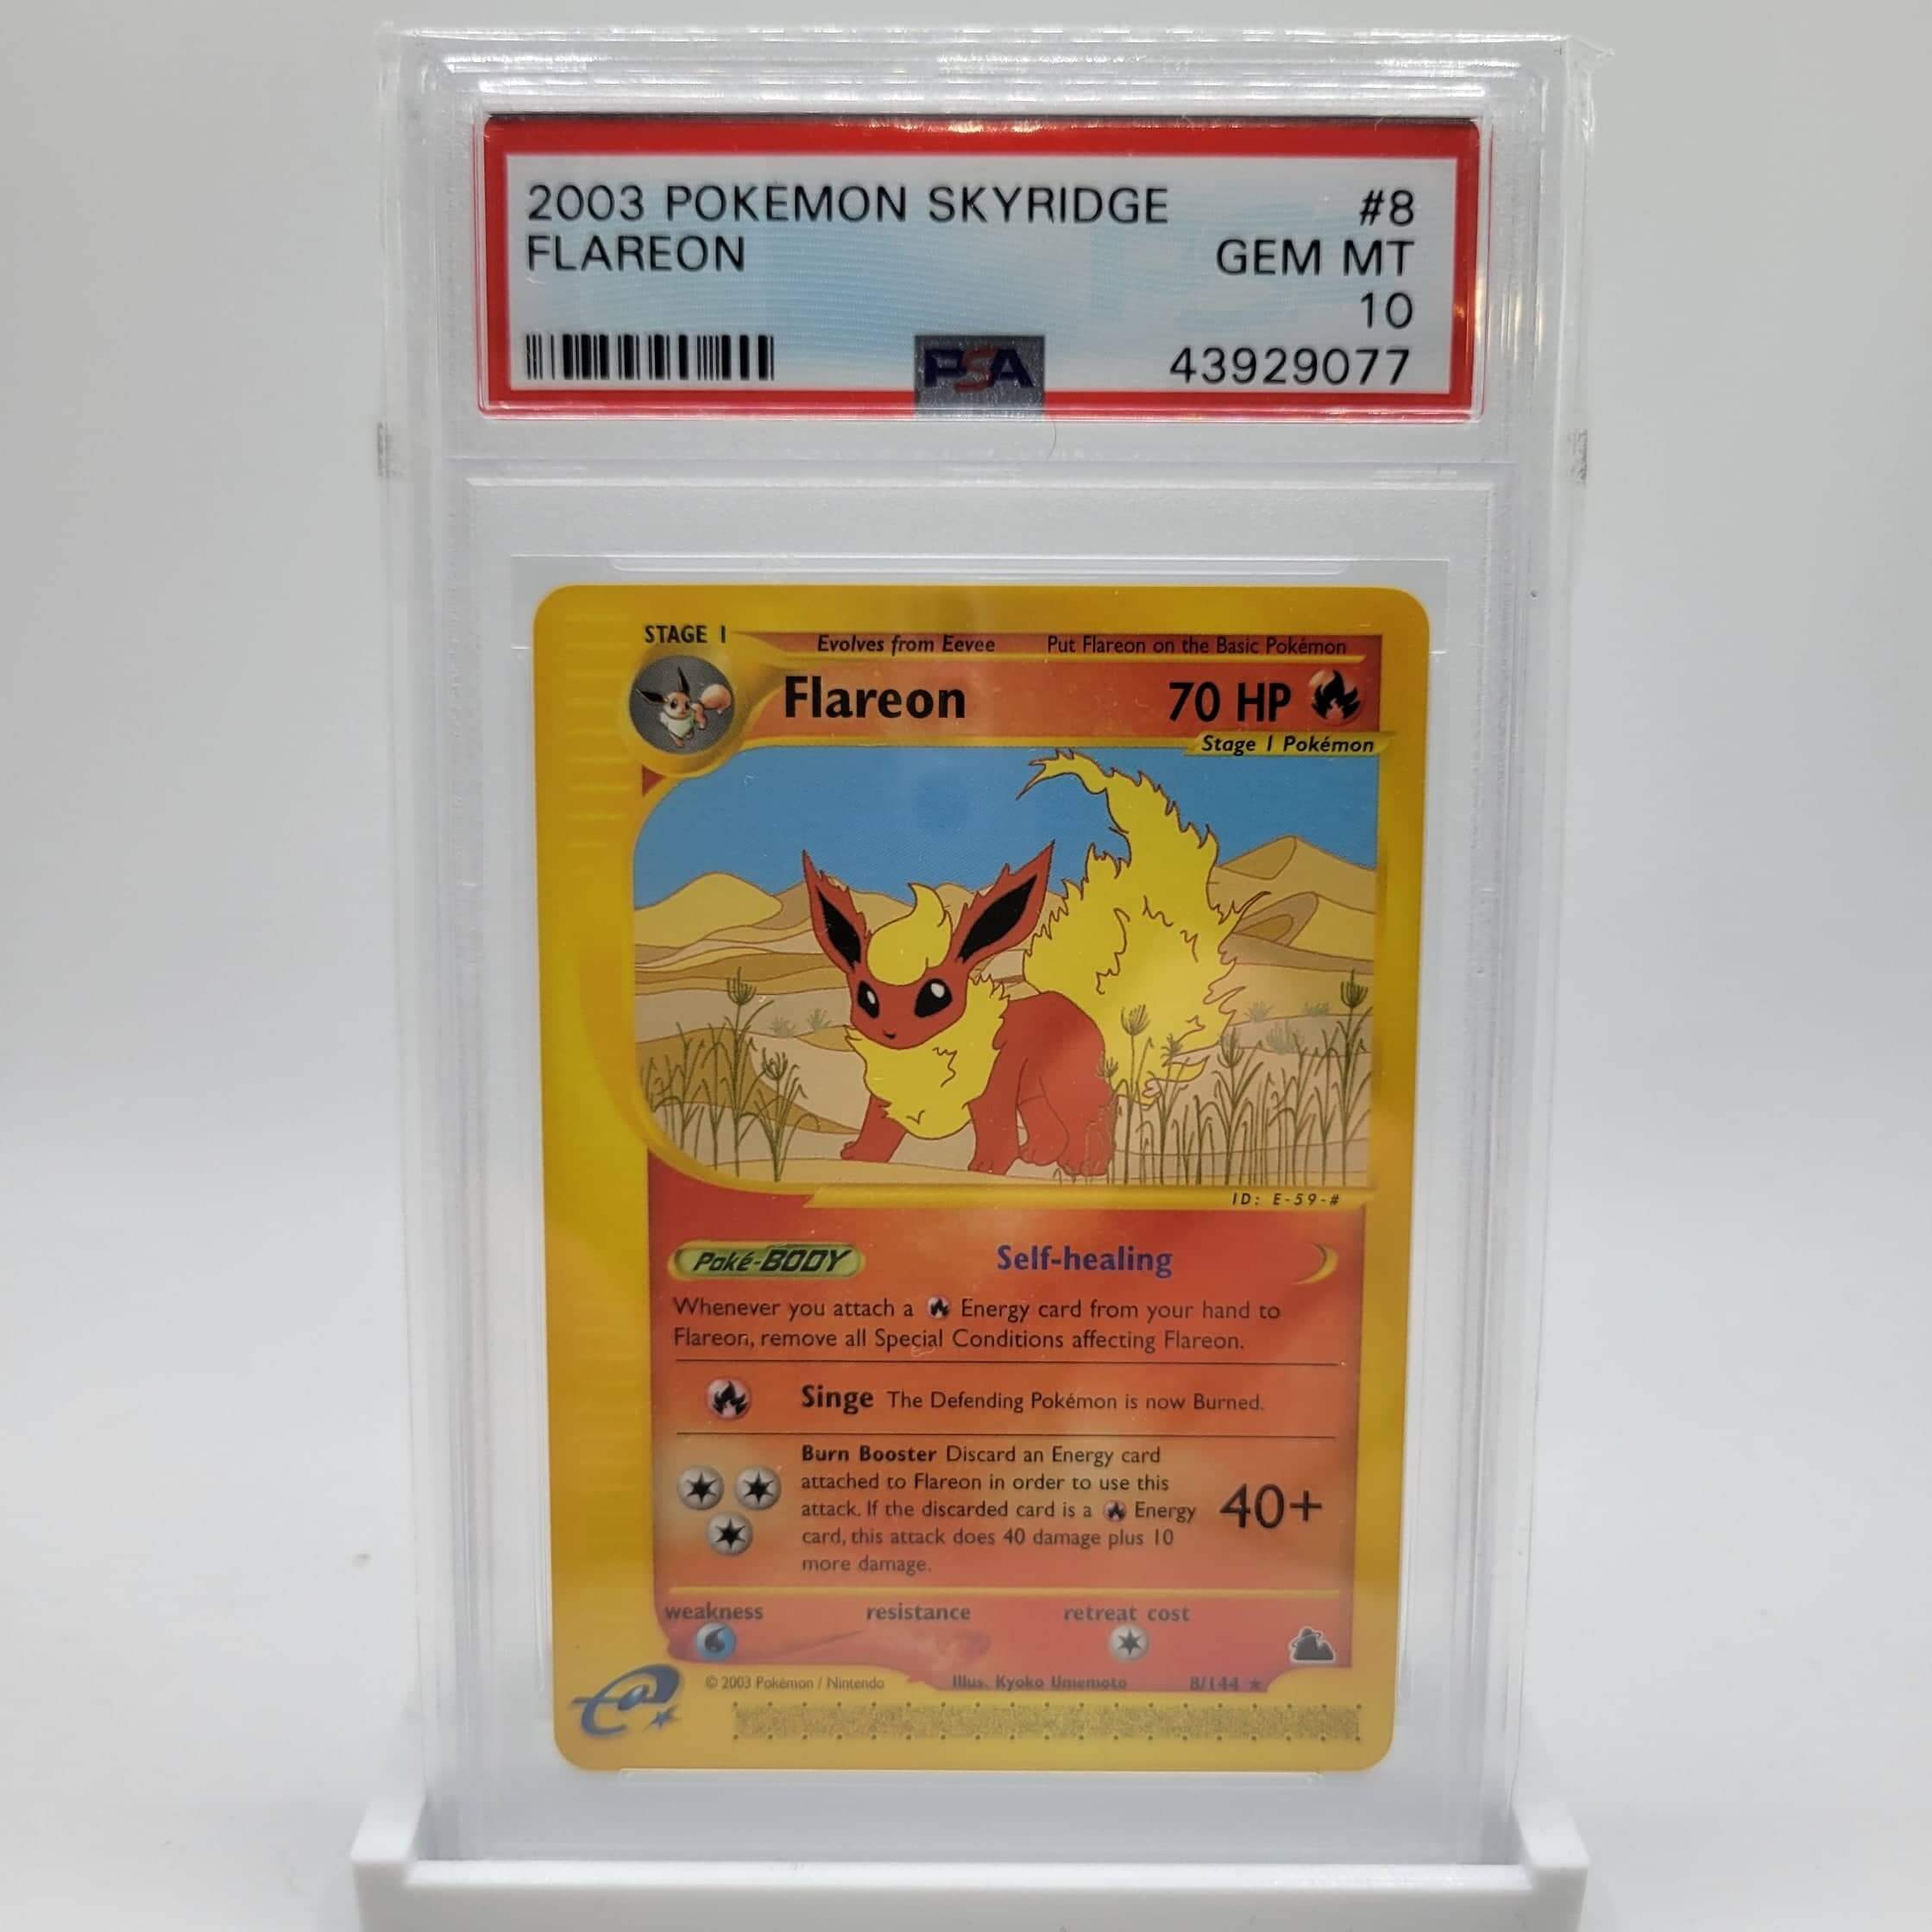 2003 POKEMON SKYRIDGE #8
FLAREON GEM MT
10
PSA 43929077
STAGE 1 Evolves from Eevee Put Flareon on the Basic Pokémon
Flareon 70 HP
Stage 1 Pokémon
ID: E-59-#
Poké-BODY Self-healing
Whenever you attach a Energy card from your hand to
Flareon, remove all Special Conditions affecting Flareon.
Singe The Defending Pokémon is now Burned.
Burn Booster Discard an Energy card
attached to Flareon in order to use this
attack. If the discarded card is a Energy 40+
card, this attack does 40 damage plus 10
more damage.
weakness resistance retreat cost
e © 2003 Pokémon / Nintendo Illus. Kyoko Umemoto 8/144 ★